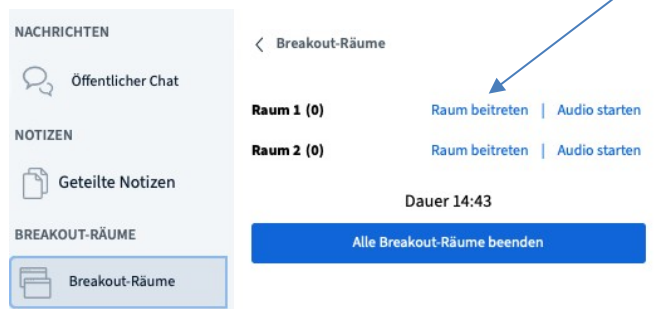 NACHRICHTEN
Öffentlicher Chat
NOTIZEN
Geteilte Notizen
BREAKOUT-RÄUME
Breakout-Räume
Breakout-Räume
Raum 1 (0) Raum beitreten | Audio starten
Raum 2 (0) Raum beitreten | Audio starten
Dauer 14:43
Alle Breakout-Räume beenden